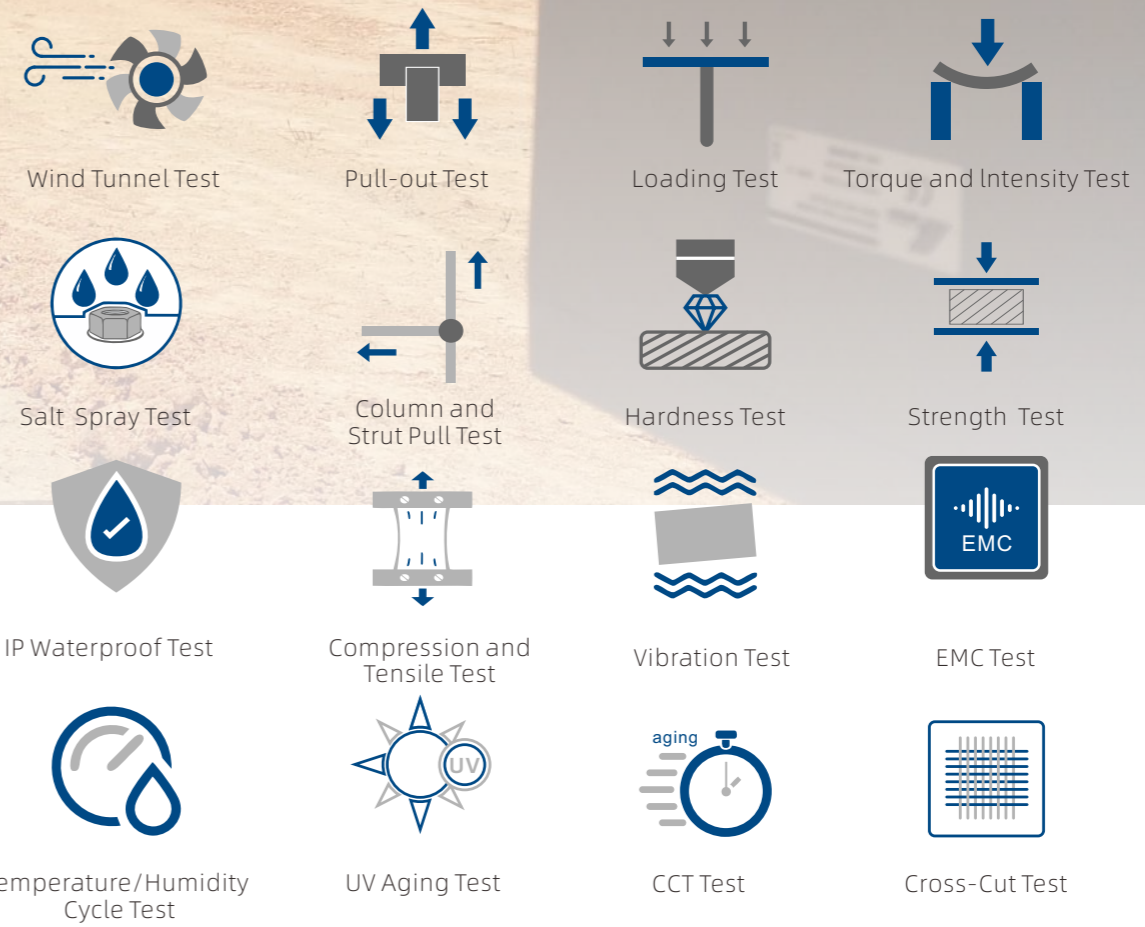 Wind Tunnel Test
Pull-out Test
Loading Test
Torque and lntensity Test
Salt Spray Test
Column and
Strut Pull Test
Hardness Test
Strength Test
EMC
IP Waterproof Test
Compression and
Tensile Test
Vibration Test
EMC Test
UV
aging
emperature/Humidity
Cycle Test
UV Aging Test
CCT Test
Cross-Cut Test